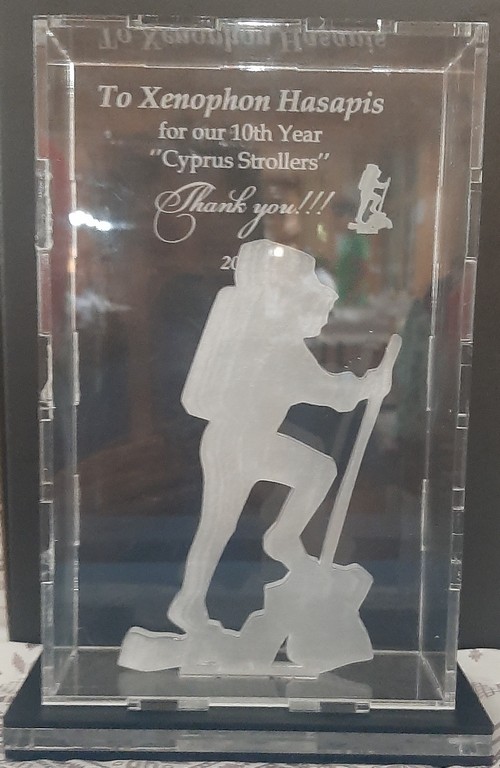 To Xenophon Hasapis
for our 10th Year
"Cyprus Strollers"
Thank you!!!